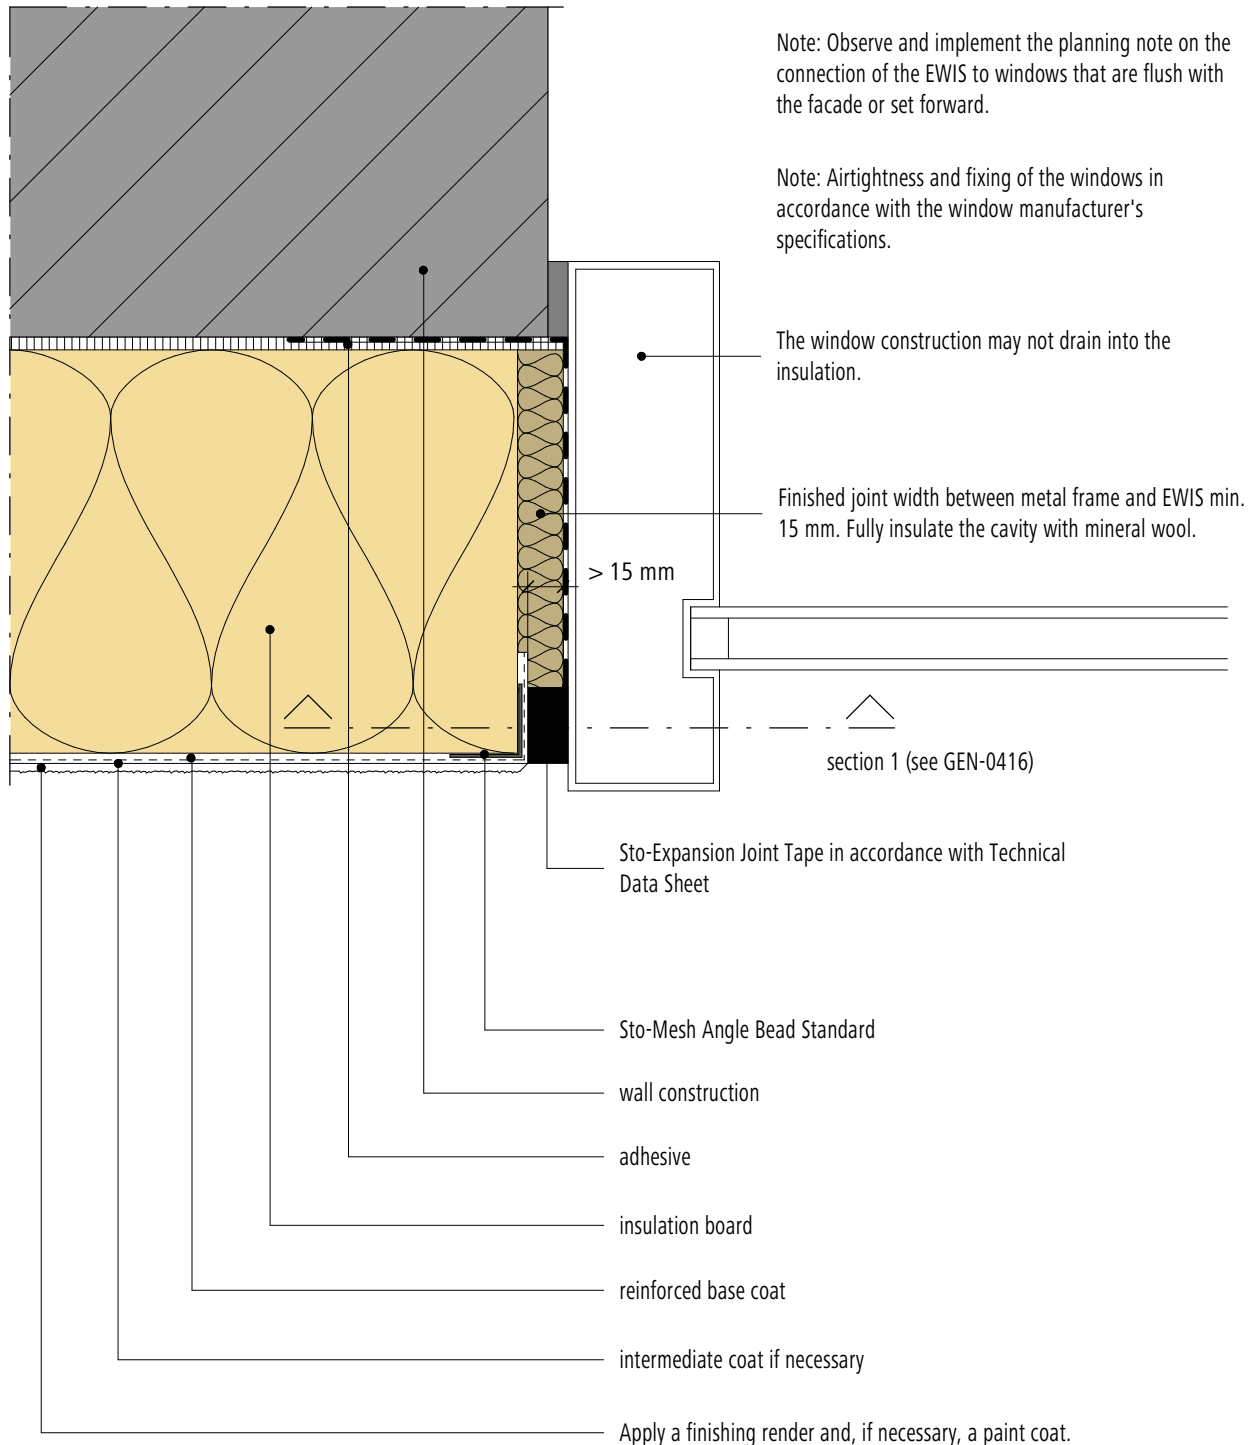 Note: Observe and implement the planning note on the
connection of the EWIS to windows that are flush with
the facade or set forward.
Note: Airtightness and fixing of the windows in
accordance with the window manufacturer's
specifications.
The window construction may not drain into the
insulation.
Finished joint width between metal frame and EWIS min.
15 mm. Fully insulate the cavity with mineral wool.
> 15 mm
section 1 (see GEN-0416)
Sto-Expansion Joint Tape in accordance with Technical
Data Sheet
Sto-Mesh Angle Bead Standard
wall construction
adhesive
insulation board
reinforced base coat
intermediate coat if necessary
Apply a finishing render and, if necessary, a paint coat.